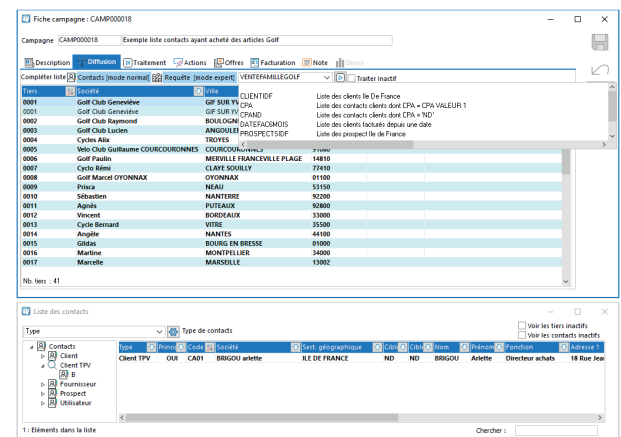 Fiche campagne : CAMP000018
Campagne CAMP000018 Exemple liste contacts ayant acheté des articles Golf
Description Diffusion Traitement Actions Offres Facturation Note Divers
Compléter liste Contacts [mode normal] Requête [mode expert] VENTEFAMILLEGOLF Traiter Inactif
Tiers Société Ville
CLIENTIDF Liste des clients Ile De France
CPA Liste des contacts clients dont CPA = CPA VALEUR 1
CPAND Liste des contacts clients dont CPA = 'ND'
DATEFAC6MOIS Liste des clients facturés depuis une date
PROSPECTSIDF Liste des prospect Ile de France
0001 Golf Club Geneviève GIF SUR YV
0001 Golf Club Geneviève GIF SUR YV
0002 Golf Club Raymond BOULOGN
0003 Golf Club Lucien ANGOULE
0004 Cycles Alix TROYES
0005 Velo Club Guillaume COURCOURONNES COURCOURONNES 91080
0006 Golf Paulin MERVILLE FRANCEVILLE PLAGE 14810
0007 Cyclo Rémi CLAYE SOUILLY 77410
0008 Golf Marcel OYONNAX OYONNAX 01100
0009 Prisca NEAU 53150
0010 Sébastien NANTERRE 92200
0011 Agnès PUTEAUX 92800
0012 Vincent BORDEAUX 33000
0013 Cycle Bernard VITRE 35500
0014 Angèle NANTES 44100
0015 Gildas BOURG EN BRESSE 01000
0016 Martine MONTPELLIER 34000
0017 Marcelle MARSEILLE 13002
Nb. tiers : 41
Liste des contacts
Type Type de contacts
Voir les tiers inactifs
Voir les contacts inactifs
Contacts
Client
Client TPV
B
Fournisseur
Prospect
Utilisateur
Type Princi Code Société Sect. géographique Cibl Cibl Nom Prénom Fonction Adresse 1
Client TPV OUI CA01 BRIGOU arlette ILE DE FRANCE ND ND BRIGOU Arlette Directeur achats 18 Rue Jea
1 : Eléments dans la liste
Chercher :